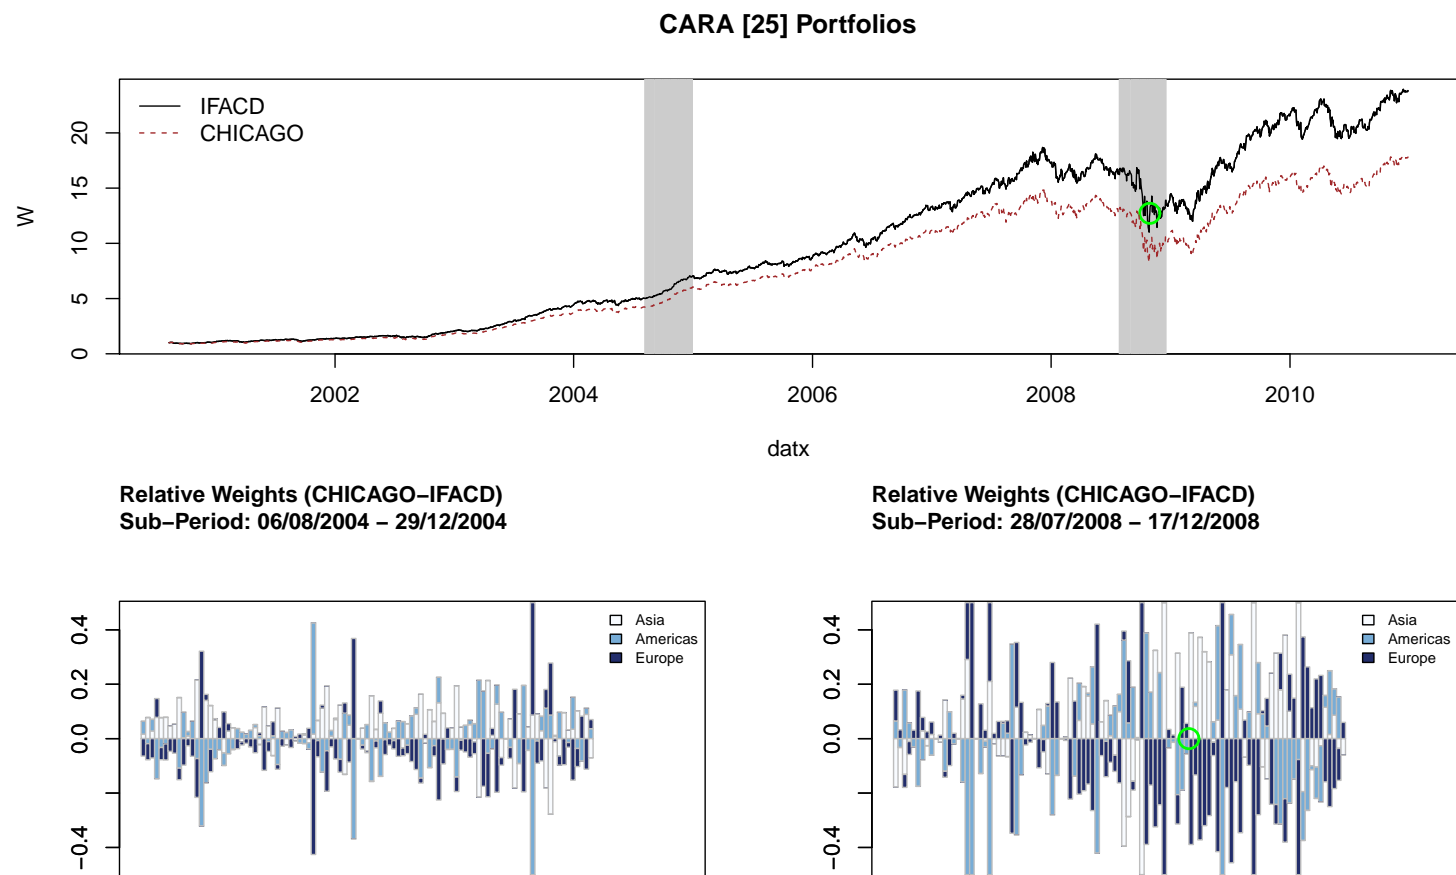 CARA [25] Portfolios
IFACD
CHICAGO
W
0
5
10
15
20
2002
2004
2006
2008
2010
datx
Relative Weights (CHICAGO−IFACD)
Sub−Period: 06/08/2004 − 29/12/2004
Asia
Americas
Europe
0.4
0.2
0.0
−0.4
Relative Weights (CHICAGO−IFACD)
Sub−Period: 28/07/2008 − 17/12/2008
Asia
Americas
Europe
0.4
0.2
0.0
−0.4